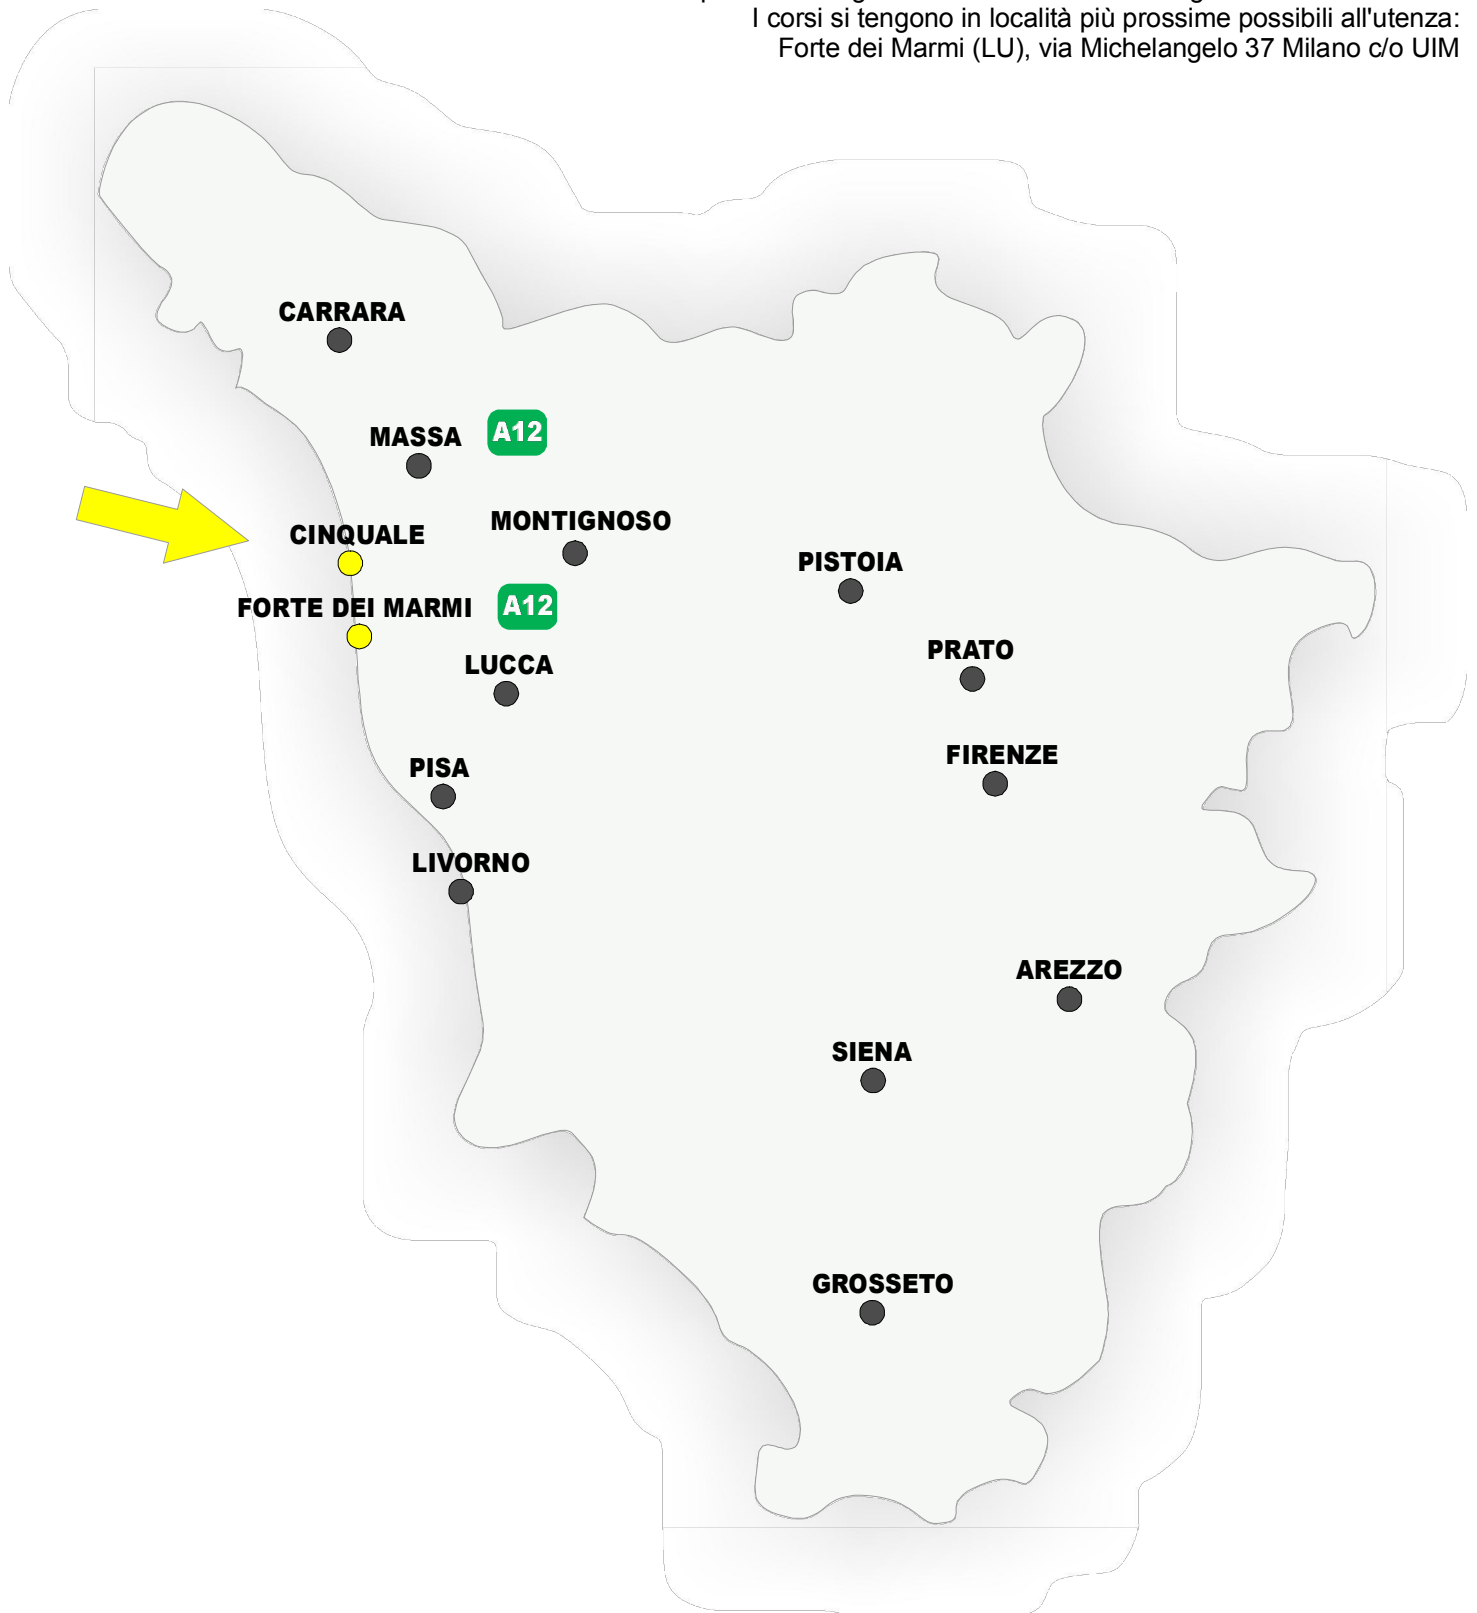 I corsi si tengono in località più prossime possibili all'utenza:
Forte dei Marmi (LU), via Michelangelo 37 Milano c/o UIM
CARRARA
MASSA
A12
CINQUALE
MONTIGNOSO
PISTOIA
FORTE DEI MARMI
A12
LUCCA
PRATO
FIRENZE
PISA
LIVORNO
AREZZO
SIENA
GROSSETO